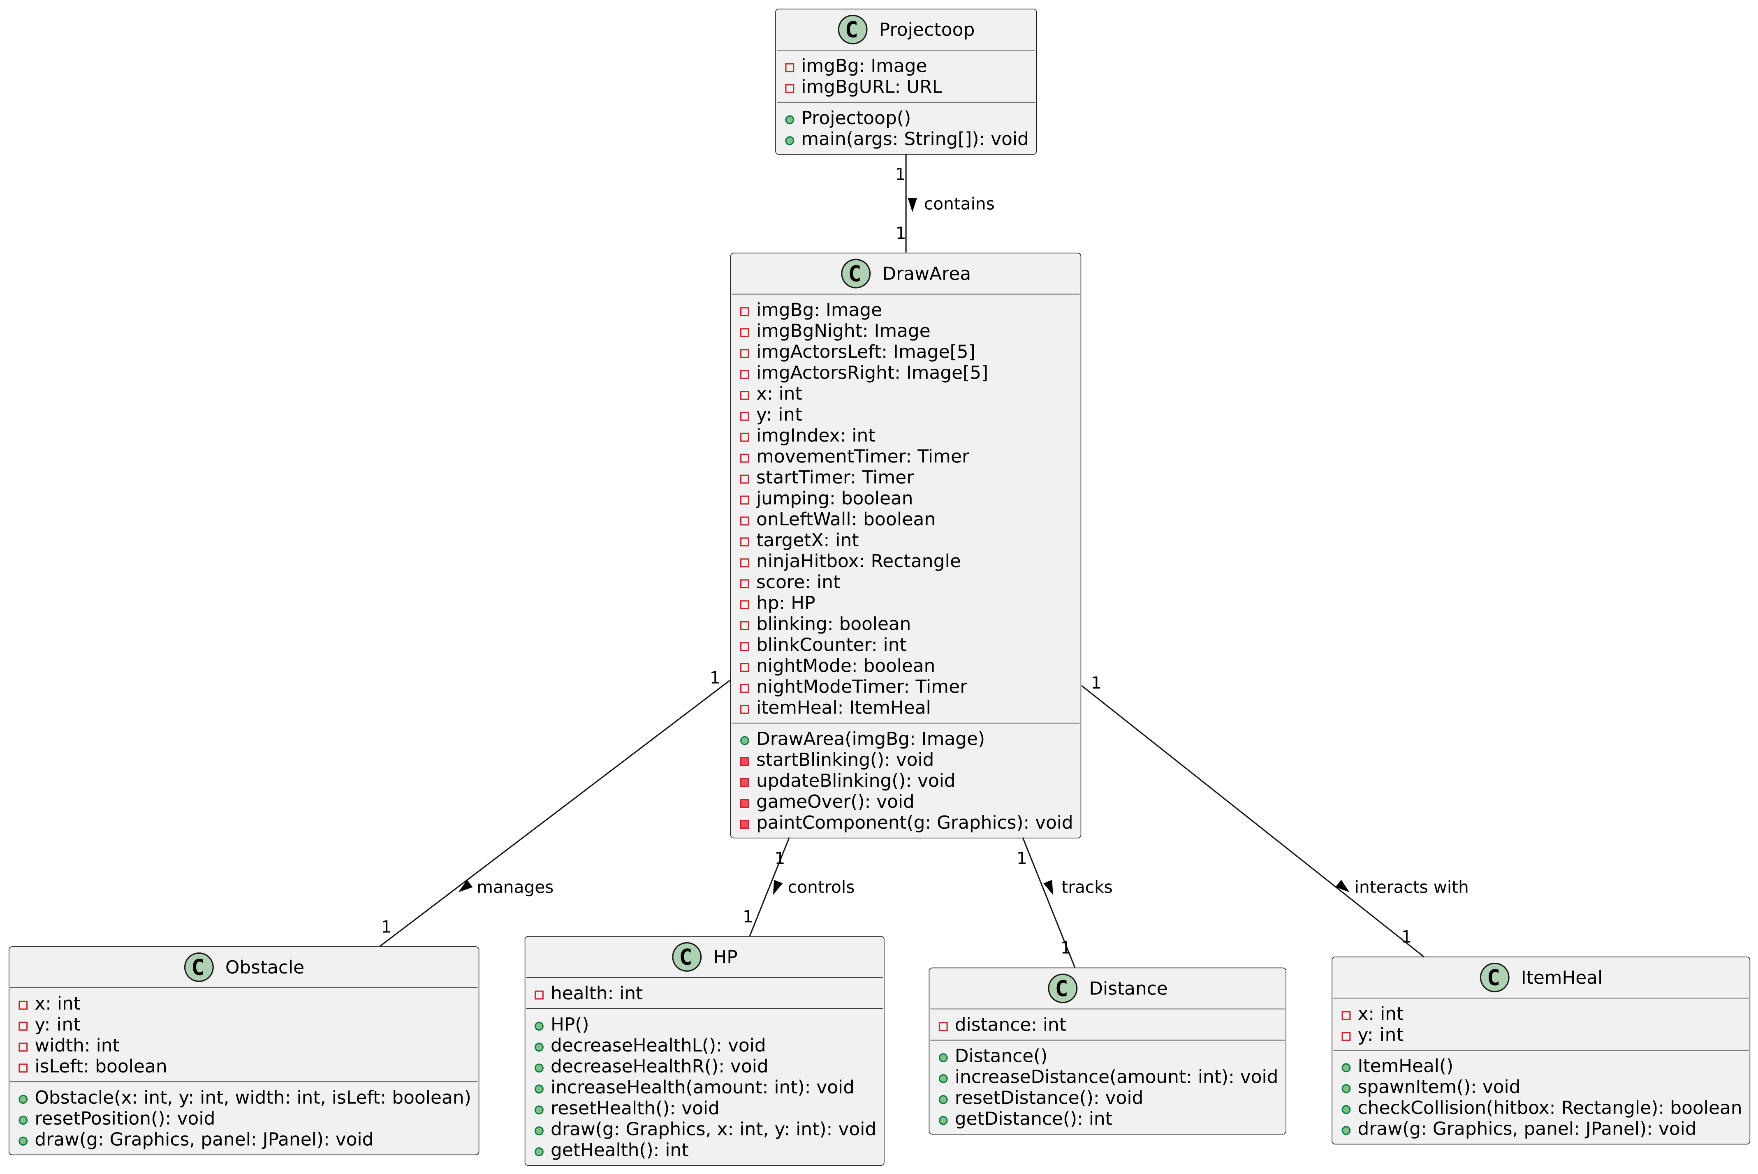 C Projectoop
imgBg: Image
imgBgURL: URL
Projectoop()
main(args: String[]): void
1
contains
1
C DrawArea
imgBg: Image
imgBgNight: Image
imgActorsLeft: Image[5]
imgActorsRight: Image[5]
x: int
y: int
imgIndex: int
movementTimer: Timer
startTimer: Timer
jumping: boolean
onLeftWall: boolean
targetX: int
ninjaHitbox: Rectangle
score: int
hp: HP
blinking: boolean
blinkCounter: int
nightMode: boolean
nightModeTimer: Timer
itemHeal: ItemHeal
DrawArea(imgBg: Image)
startBlinking(): void
updateBlinking(): void
gameOver(): void
paintComponent(g: Graphics): void
1
manages
1
1
controls
1
1
tracks
1
1
interacts with
1
C Obstacle
x: int
y: int
width: int
isLeft: boolean
Obstacle(x: int, y: int, width: int, isLeft: boolean)
resetPosition(): void
draw(g: Graphics, panel: JPanel): void
C HP
health: int
HP()
decreaseHealthL(): void
decreaseHealthR(): void
increaseHealth(amount: int): void
resetHealth(): void
draw(g: Graphics, x: int, y: int): void
getHealth(): int
C Distance
distance: int
Distance()
increaseDistance(amount: int): void
resetDistance(): void
getDistance(): int
C ItemHeal
x: int
y: int
ItemHeal()
spawnItem(): void
checkCollision(hitbox: Rectangle): boolean
draw(g: Graphics, panel: JPanel): void